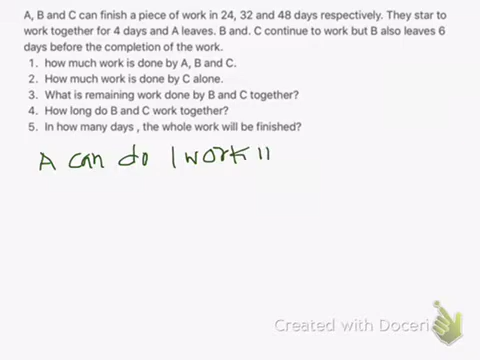 A, B and C can finish a piece of work in 24, 32 and 48 days respectively. They star to
work together for 4 days and A leaves. B and. C continue to work but B also leaves 6
days before the completion of the work.
1. how much work is done by A, B and C.
2. How much work is done by C alone.
3. What is remaining work done by B and C together?
4. How long do B and C work together?
5. In how many days , the whole work will be finished?
A can do 1 work
Created with Doceri